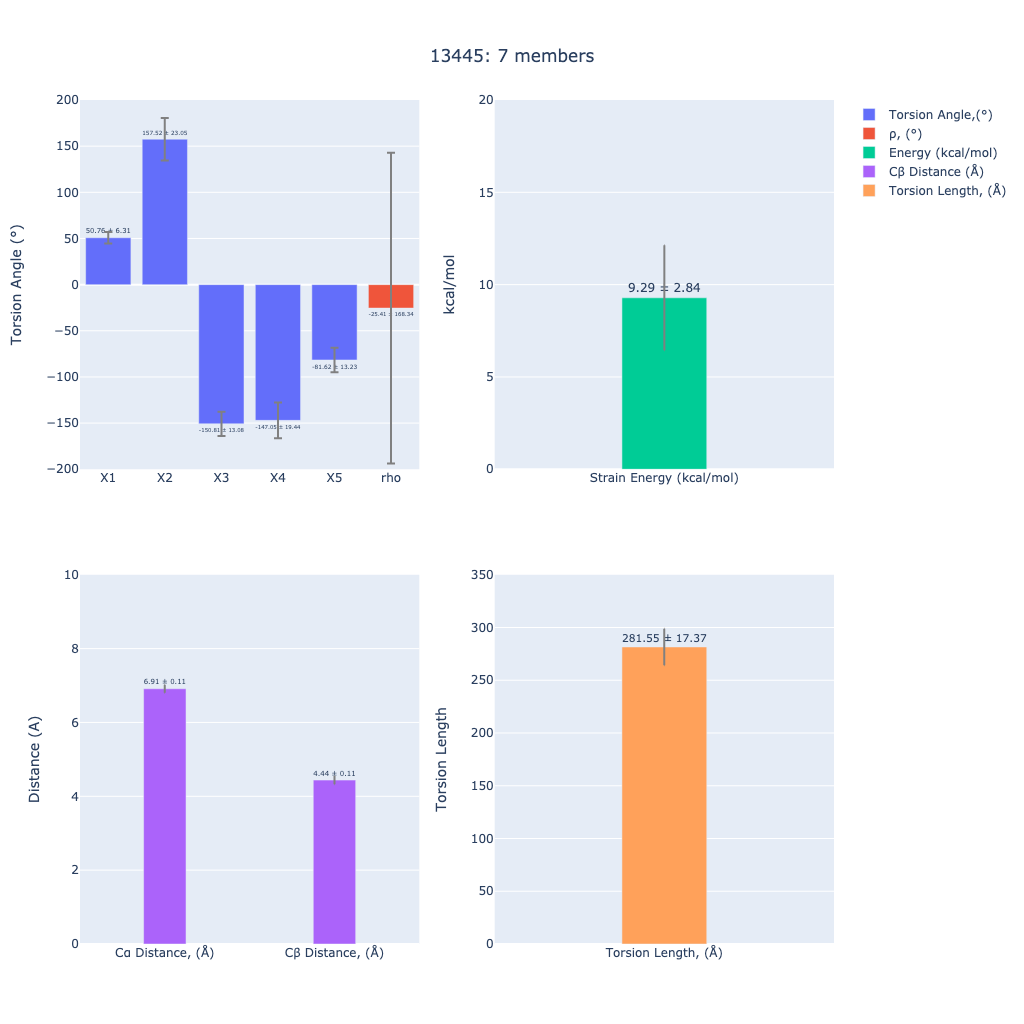 13445: 7 members
Torsion Angle (°)
200
150
100
50
0
−50
−100
−150
−200
50.76 ± 6.31
157.52 ± 23.05
-150.61 ± 13.08
-147.05 ± 19.44
-81.62 ± 13.23
-25.41 ± 168.34
X1 X2 X3 X4 X5 rho
kcal/mol
20
15
10
5
0
9.29 ± 2.84
Strain Energy (kcal/mol)
Torsion Angle,(°)
ρ, (°)
Energy (kcal/mol)
Cβ Distance (Å)
Torsion Length, (Å)
Distance (A)
10
8
6
4
2
0
6.91 ± 0.11
4.44 ± 0.11
Cα Distance, (Å) Cβ Distance, (Å)
Torsion Length
350
300
250
200
150
100
50
0
281.55 ± 17.37
Torsion Length, (Å)